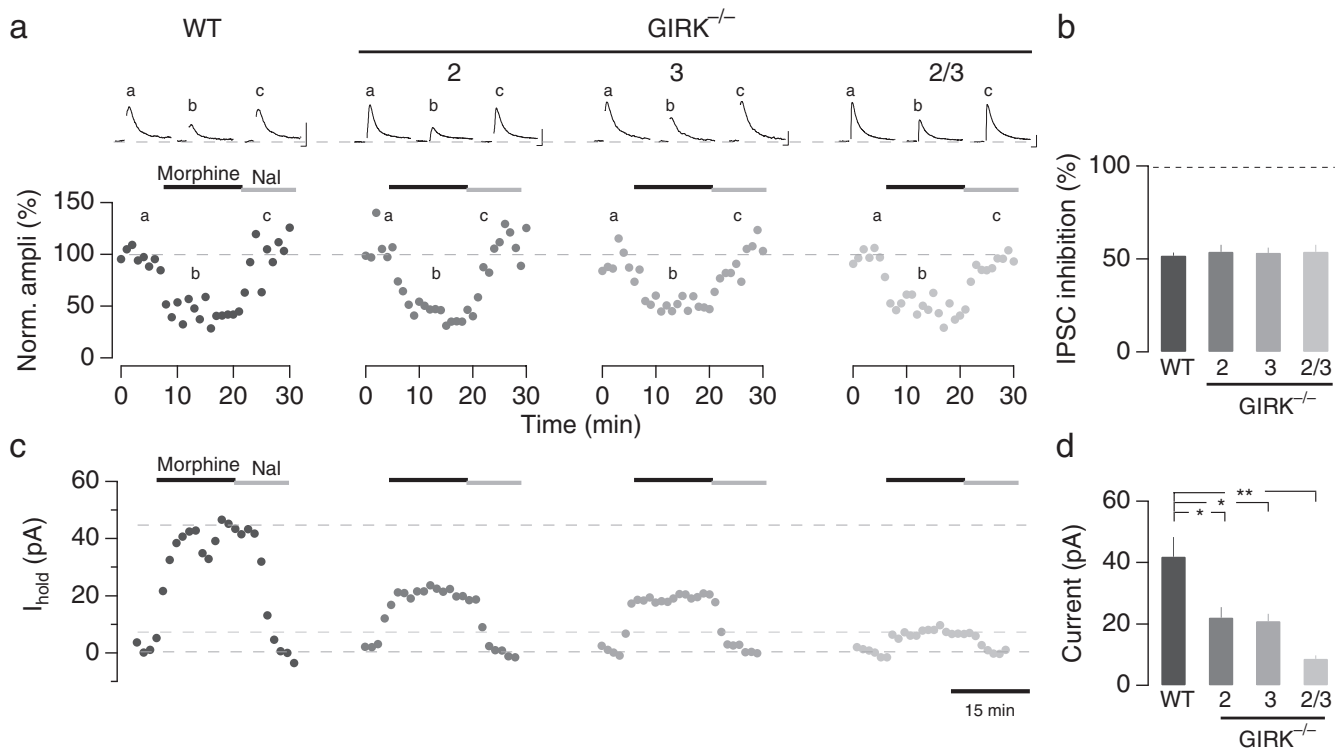 a
WT
GIRK–/–
2
3
2/3
a
b
c
a
b
c
a
b
c
a
b
c
Morphine
Nal
Norm. ampli (%)
150
100
50
0
a
b
c
a
b
c
a
b
c
a
b
c
0 10 20 30
0 10 20 30
0 10 20 30
0 10 20 30
Time (min)
b
IPSC inhibition (%)
100
50
0
WT 2 3 2/3
GIRK–/–
c
Morphine
Nal
Ihold (pA)
60
40
20
0
15 min
d
Current (pA)
60
40
20
0
**
*
*
WT 2 3 2/3
GIRK–/–